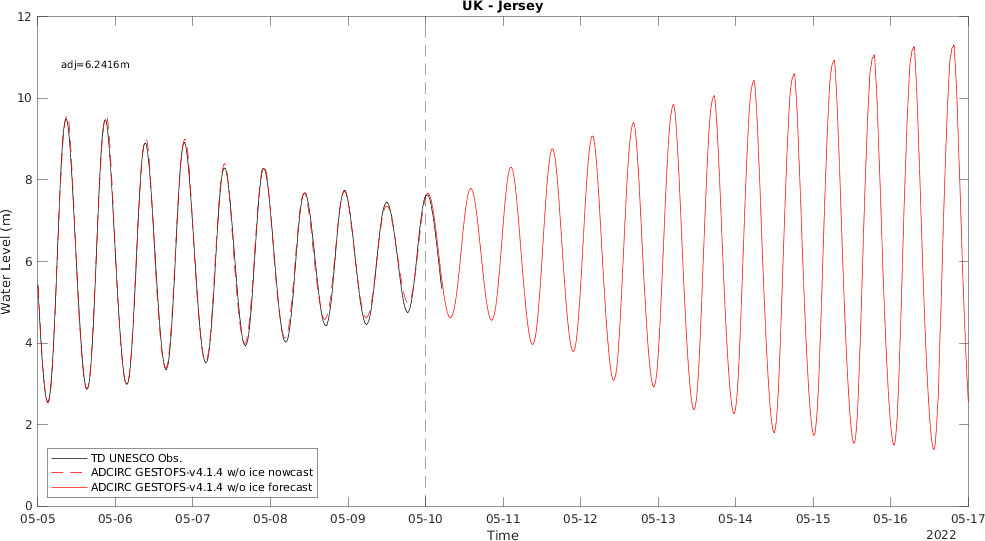 UK - Jersey
adj=6.2416m
Water Level (m)
12
10
8
6
4
2
0
TD UNESCO Obs.
ADCIRC GESTOFS-v4.1.4 w/o ice nowcast
ADCIRC GESTOFS-v4.1.4 w/o ice forecast
05-05 05-06 05-07 05-08 05-09 05-10 05-11 05-12 05-13 05-14 05-15 05-16 05-17
Time
2022